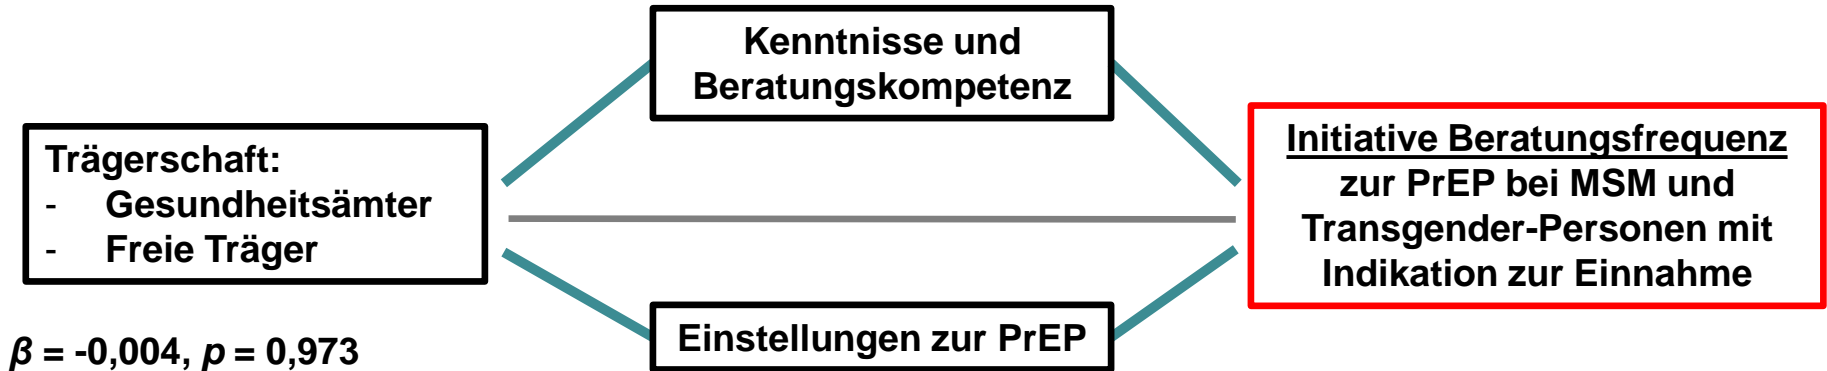 Kenntnisse und
Beratungskompetenz
Trägerschaft:
- Gesundheitsämter
- Freie Träger
Initiative Beratungsfrequenz
zur PrEP bei MSM und
Transgender-Personen mit
Indikation zur Einnahme
Einstellungen zur PrEP
β = -0,004, p = 0,973